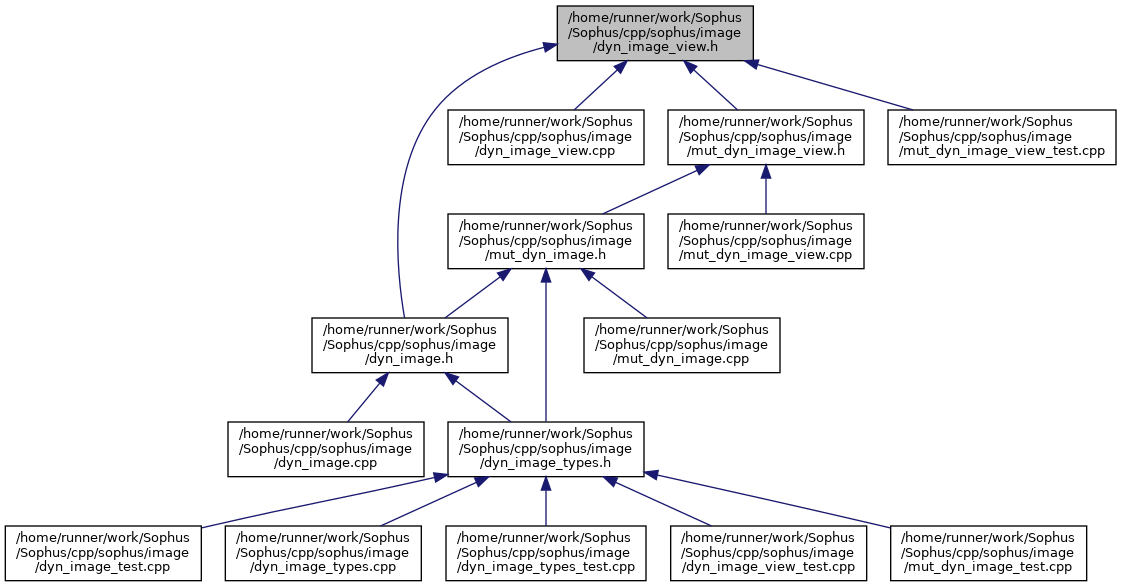 /home/runner/work/Sophus
/Sophus/cpp/sophus/image
/dyn_image_view.h
/home/runner/work/Sophus
/Sophus/cpp/sophus/image
/dyn_image_view.cpp
/home/runner/work/Sophus
/Sophus/cpp/sophus/image
/mut_dyn_image_view.h
/home/runner/work/Sophus
/Sophus/cpp/sophus/image
/mut_dyn_image_view_test.cpp
/home/runner/work/Sophus
/Sophus/cpp/sophus/image
/mut_dyn_image.h
/home/runner/work/Sophus
/Sophus/cpp/sophus/image
/mut_dyn_image_view.cpp
/home/runner/work/Sophus
/Sophus/cpp/sophus/image
/dyn_image.h
/home/runner/work/Sophus
/Sophus/cpp/sophus/image
/mut_dyn_image.cpp
/home/runner/work/Sophus
/Sophus/cpp/sophus/image
/dyn_image.cpp
/home/runner/work/Sophus
/Sophus/cpp/sophus/image
/dyn_image_types.h
/home/runner/work/Sophus
/Sophus/cpp/sophus/image
/dyn_image_test.cpp
/home/runner/work/Sophus
/Sophus/cpp/sophus/image
/dyn_image_types.cpp
/home/runner/work/Sophus
/Sophus/cpp/sophus/image
/dyn_image_types_test.cpp
/home/runner/work/Sophus
/Sophus/cpp/sophus/image
/dyn_image_view_test.cpp
/home/runner/work/Sophus
/Sophus/cpp/sophus/image
/mut_dyn_image_test.cpp